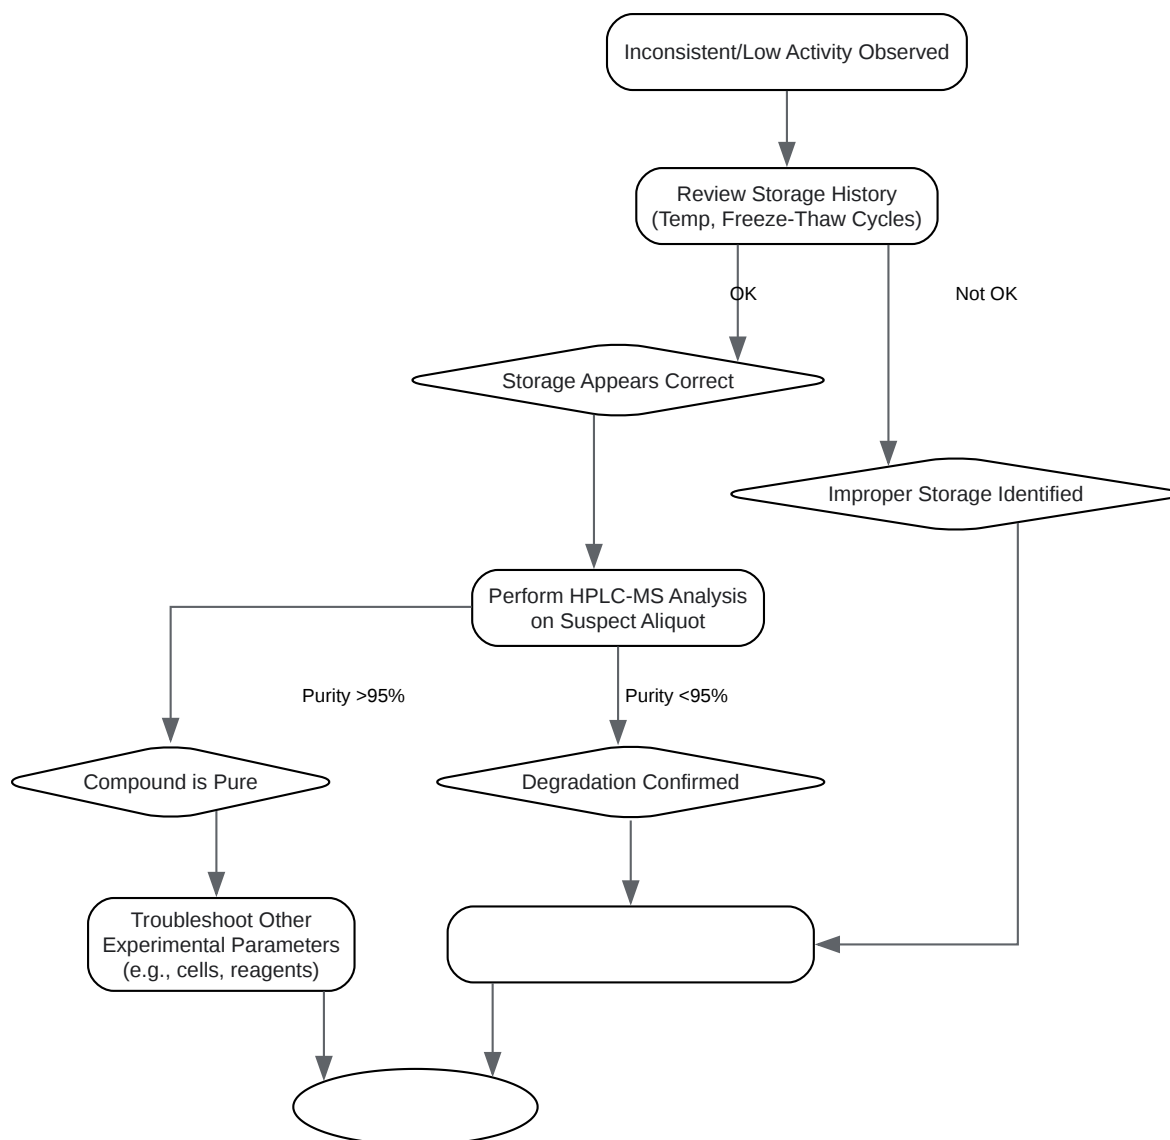 Inconsistent/Low Activity Observed
Review Storage History
(Temp, Freeze-Thaw Cycles)
OK
Not OK
Storage Appears Correct
Improper Storage Identified
Perform HPLC-MS Analysis
on Suspect Aliquot
Purity >95%
Purity <95%
Compound is Pure
Degradation Confirmed
Troubleshoot Other
Experimental Parameters
(e.g., cells, reagents)